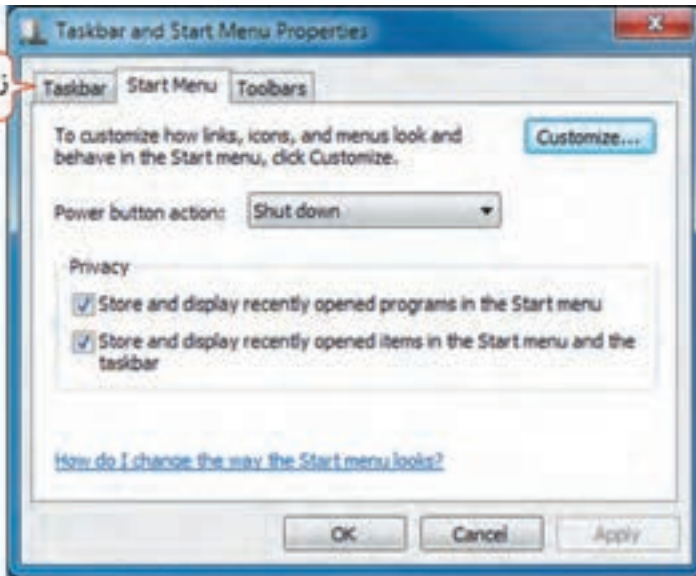 Taskbar and Start Menu Properties
Taskbar Start Menu Toolbars
To customize how links, icons, and menus look and
behave in the Start menu, click Customize.
Customize...
Power button action: Shut down
Privacy
Store and display recently opened programs in the Start menu
Store and display recently opened items in the Start menu and the
taskbar
How do I change the way the Start menu looks?
OK Cancel Apply